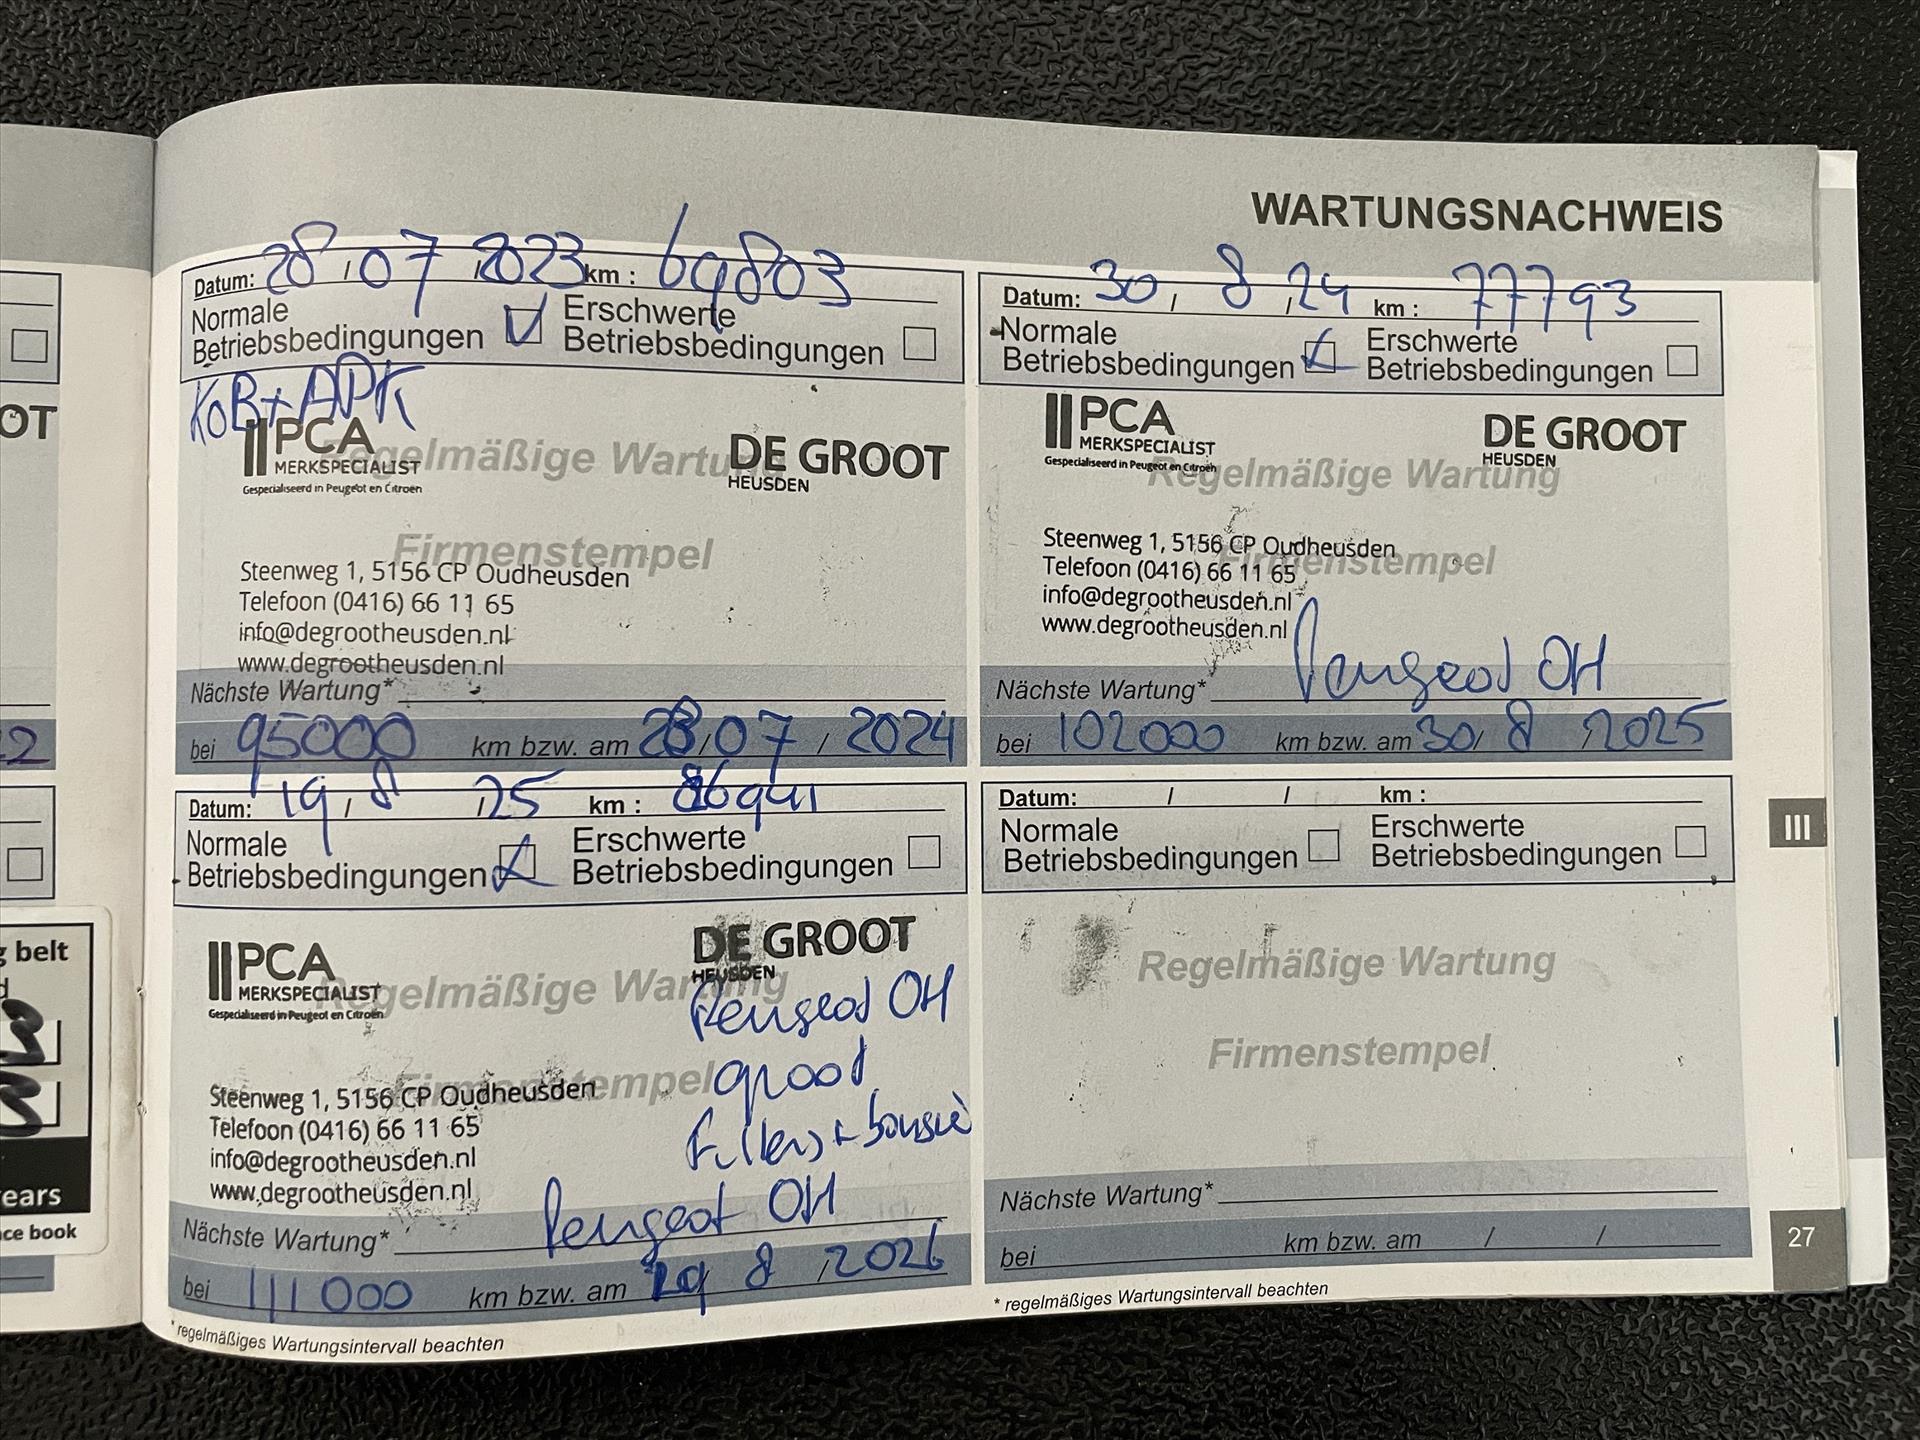 WARTUNGSNACHWEIS
Datum: 28 / 07 / 2023 km : 69803
Normale Betriebsbedingungen
Erschwerte Betriebsbedingungen
KOB + APK
PCA
MERKSPECIALIST
Gespecialiseerd in Peugeot en Citroën
DE GROOT
HEUSDEN
Regelmäßige Wartung
Firmenstempel
Steenweg 1, 5156 CP Oudheusden
Telefoon (0416) 66 11 65
info@degrootheusden.nl
www.degrootheusden.nl
Nächste Wartung*
bei 95000 km bzw. am 28 / 07 / 2024
Datum: 30 / 8 / 24 km : 77793
Normale Betriebsbedingungen
Erschwerte Betriebsbedingungen
PCA
MERKSPECIALIST
Gespecialiseerd in Peugeot en Citroën
DE GROOT
HEUSDEN
Regelmäßige Wartung
Firmenstempel
Steenweg 1, 5156 CP Oudheusden
Telefoon (0416) 66 11 65
info@degrootheusden.nl
www.degrootheusden.nl
Nächste Wartung* Peugeot OH
bei 102000 km bzw. am 30 / 8 / 2025
Datum: 19 / 8 / 25 km :
Normale Betriebsbedingungen
Erschwerte Betriebsbedingungen
PCA
MERKSPECIALIST
Gespecialiseerd in Peugeot en Citroën
DE GROOT
HEUSDEN
Regelmäßige Wartung
Peugeot OH
groot
Firmenstempel
Filters +
Steenweg 1, 5156 CP Oudheusden
Telefoon (0416) 66 11 65
info@degrootheusden.nl
www.degrootheusden.nl
Nächste Wartung* Peugeot OH
bei 111000 km bzw. am 19 8 / 2026
* regelmäßiges Wartungsintervall beachten
Datum: / / km :
Normale Betriebsbedingungen
Erschwerte Betriebsbedingungen
Regelmäßige Wartung
Firmenstempel
Nächste Wartung*
bei km bzw. am / /
* regelmäßiges Wartungsintervall beachten
III
27
OT
belt
ears
ce book